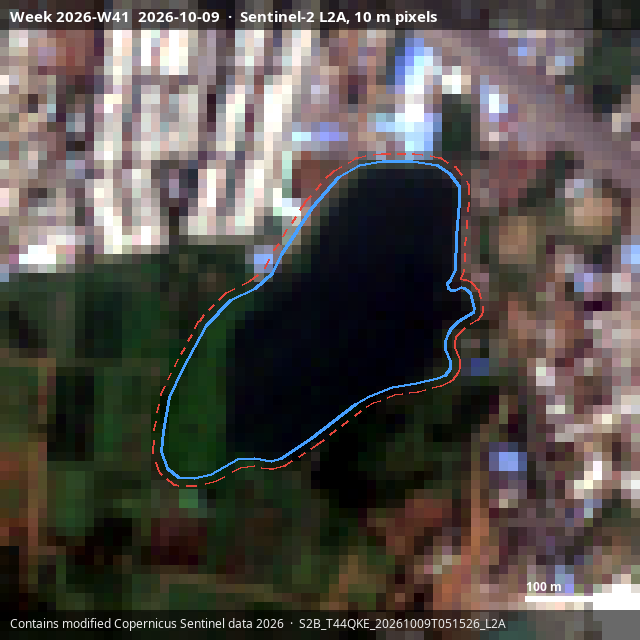 Week 2026-W41 2026-10-09 · Sentinel-2 L2A, 10 m pixels
100 m
Contains modified Copernicus Sentinel data 2026 · S2B_T44QKE_20261009T051526_L2A